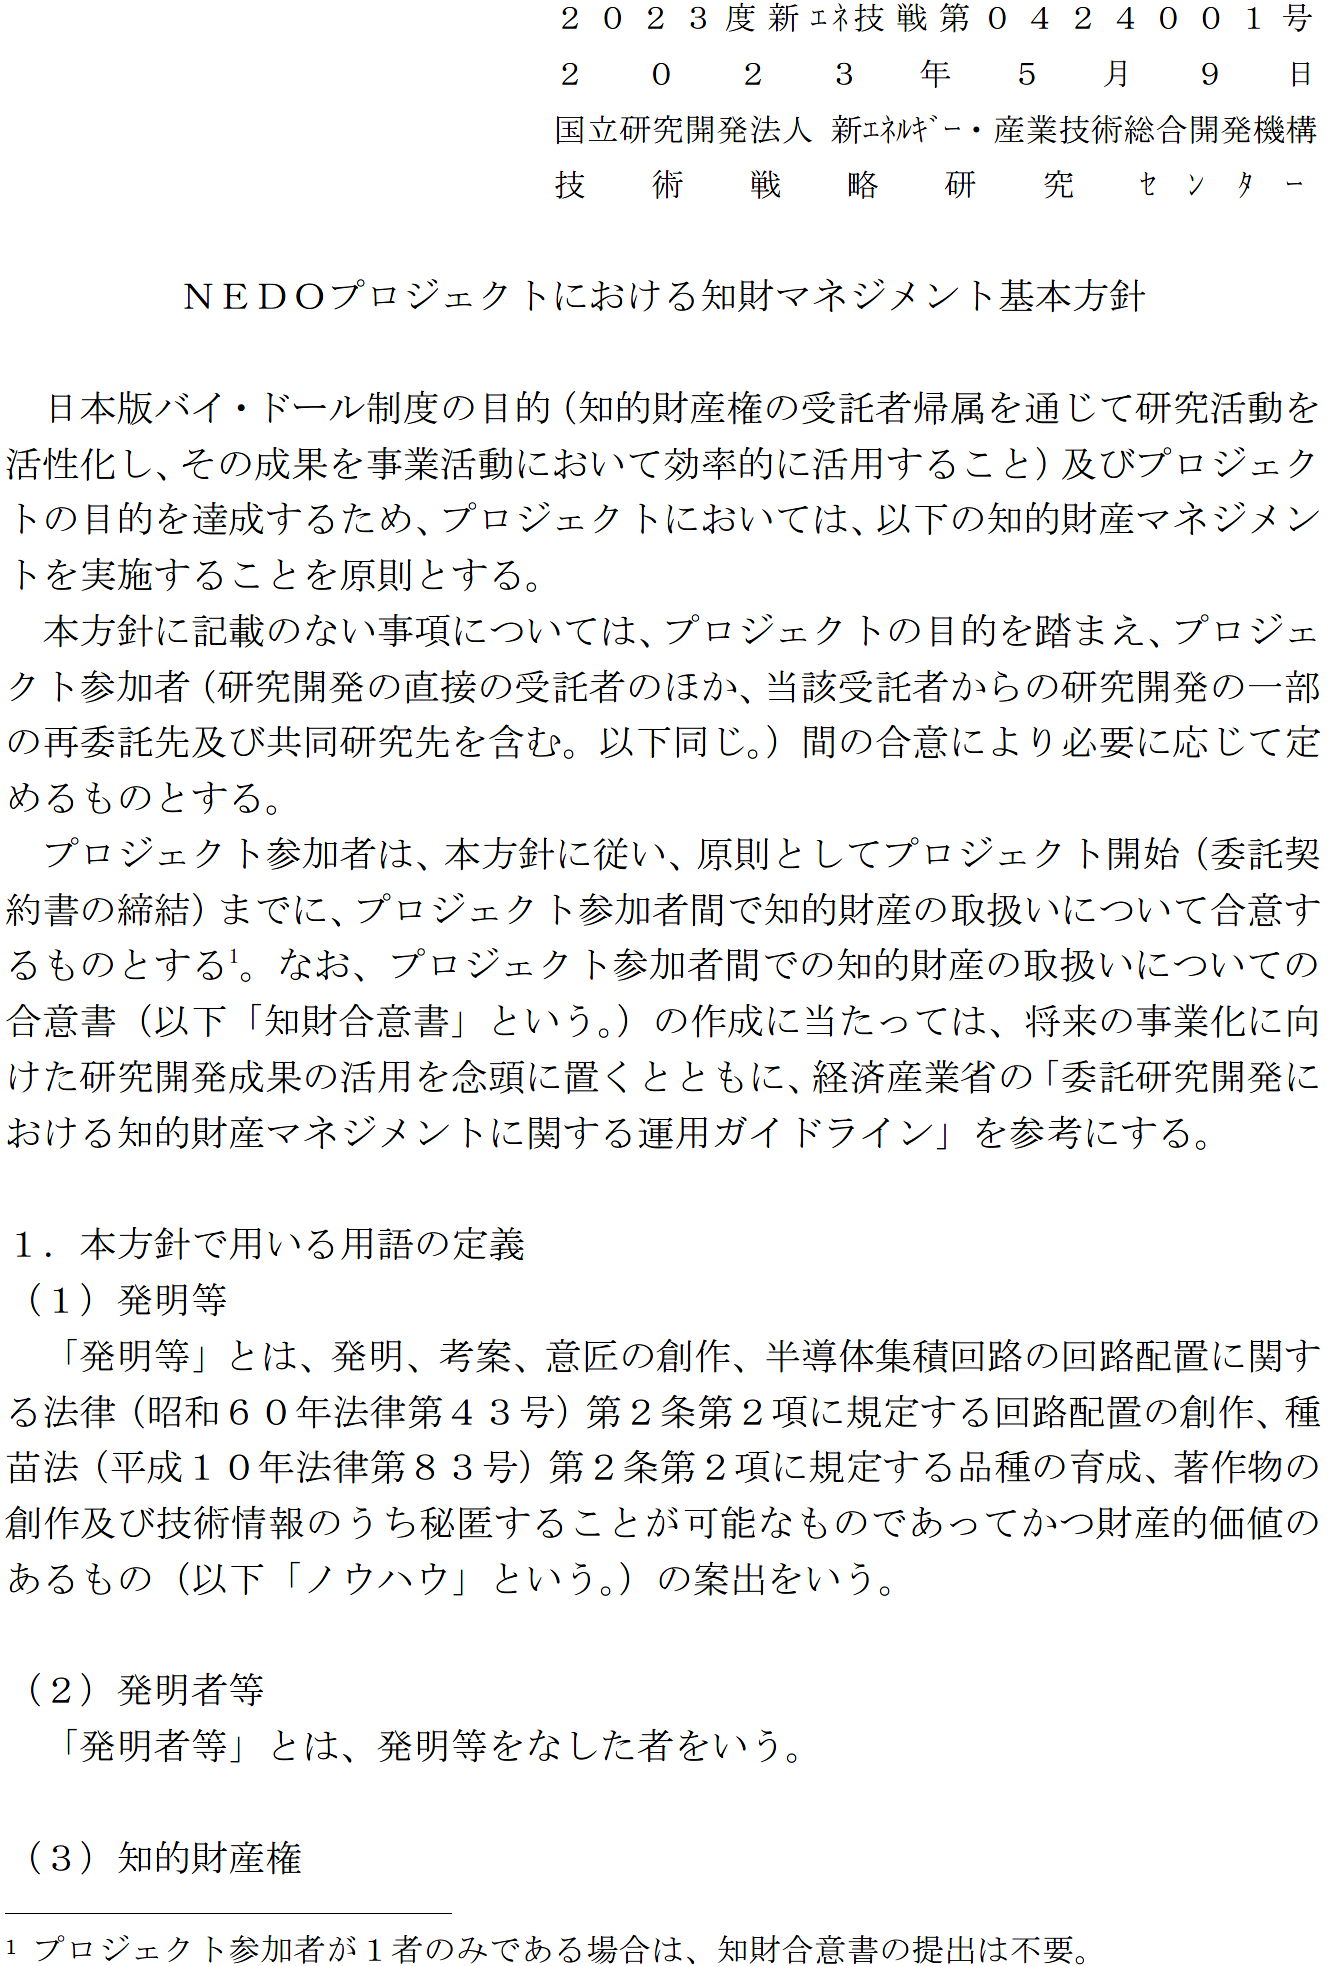 ２０２３度新ｴﾈ技戦第０４２４００１号
２０２３年５月９日
国立研究開発法人 新ｴﾈﾙｷﾞｰ・産業技術総合開発機構
技術戦略研究ｾﾝﾀｰ
ＮＥＤＯプロジェクトにおける知財マネジメント基本方針
日本版バイ・ドール制度の目的（知的財産権の受託者帰属を通じて研究活動を
活性化し、その成果を事業活動において効率的に活用すること）及びプロジェク
トの目的を達成するため、プロジェクトにおいては、以下の知的財産マネジメン
トを実施することを原則とする。
本方針に記載のない事項については、プロジェクトの目的を踏まえ、プロジェ
クト参加者（研究開発の直接の受託者のほか、当該受託者からの研究開発の一部
の再委託先及び共同研究先を含む。以下同じ。）間の合意により必要に応じて定
めるものとする。
プロジェクト参加者は、本方針に従い、原則としてプロジェクト開始（委託契
約書の締結）までに、プロジェクト参加者間で知的財産の取扱いについて合意す
るものとする¹。なお、プロジェクト参加者間での知的財産の取扱いについての
合意書（以下「知財合意書」という。）の作成に当たっては、将来の事業化に向
けた研究開発成果の活用を念頭に置くとともに、経済産業省の「委託研究開発に
おける知的財産マネジメントに関する運用ガイドライン」を参考にする。
１．本方針で用いる用語の定義
（１）発明等
「発明等」とは、発明、考案、意匠の創作、半導体集積回路の回路配置に関す
る法律（昭和６０年法律第４３号）第２条第２項に規定する回路配置の創作、種
苗法（平成１０年法律第８３号）第２条第２項に規定する品種の育成、著作物の
創作及び技術情報のうち秘匿することが可能なものであってかつ財産的価値の
あるもの（以下「ノウハウ」という。）の案出をいう。
（２）発明者等
「発明者等」とは、発明等をなした者をいう。
（３）知的財産権
¹ プロジェクト参加者が１者のみである場合は、知財合意書の提出は不要。